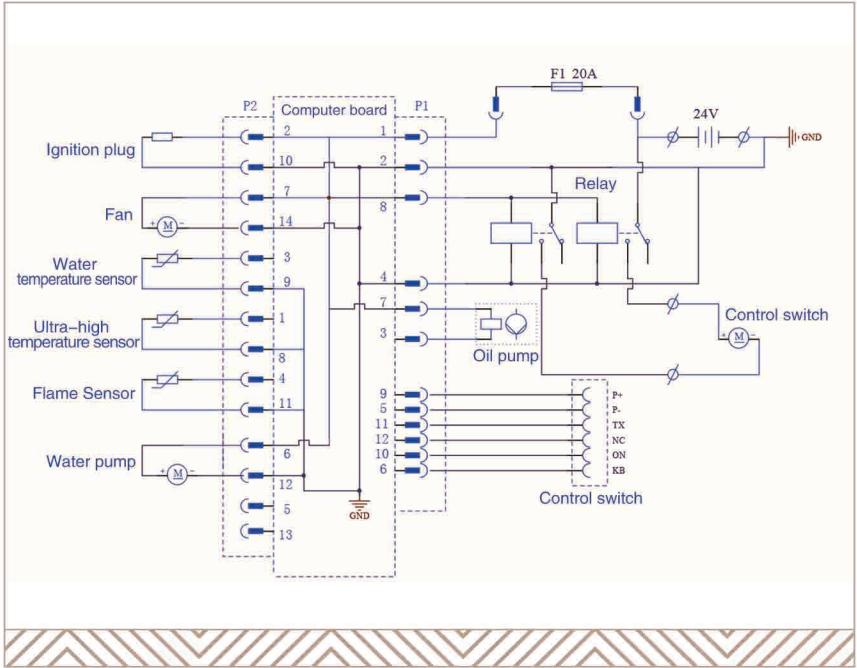 F1 20A
P2
Computer board
P1
24V
GND
Ignition plug
2
1
10
2
Relay
Fan
7
8
14
Water
temperature sensor
3
9
4
7
Ultra-high
temperature sensor
1
8
3
Oil pump
Control switch
M
Flame Sensor
4
11
9
5
11
12
10
6
P+
P-
TX
NC
ON
KB
Water pump
6
12
5
13
GND
Control switch
+ M -
+ M -
+ -